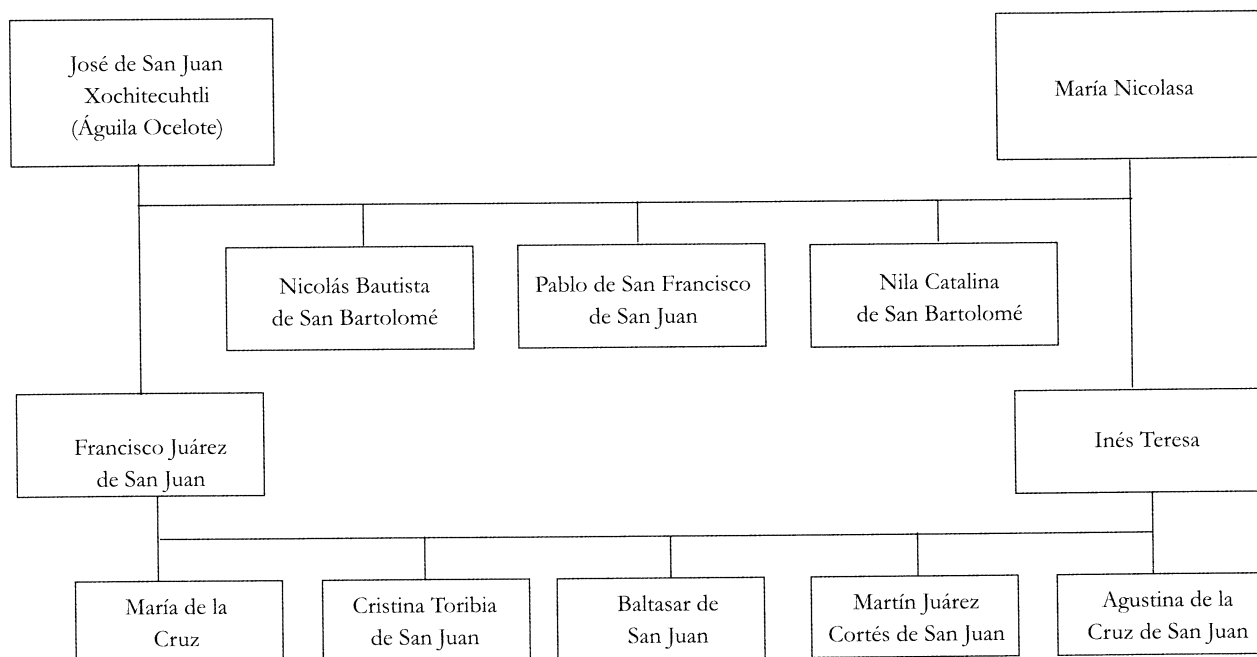 José de San Juan
Xochitecuhtli
(Águila Ocelote)
María Nicolasa
Nicolás Bautista
de San Bartolomé
Pablo de San Francisco
de San Juan
Nila Catalina
de San Bartolomé
Francisco Juárez
de San Juan
Inés Teresa
María de la
Cruz
Cristina Toribia
de San Juan
Baltasar de
San Juan
Martín Juárez
Cortés de San Juan
Agustina de la
Cruz de San Juan